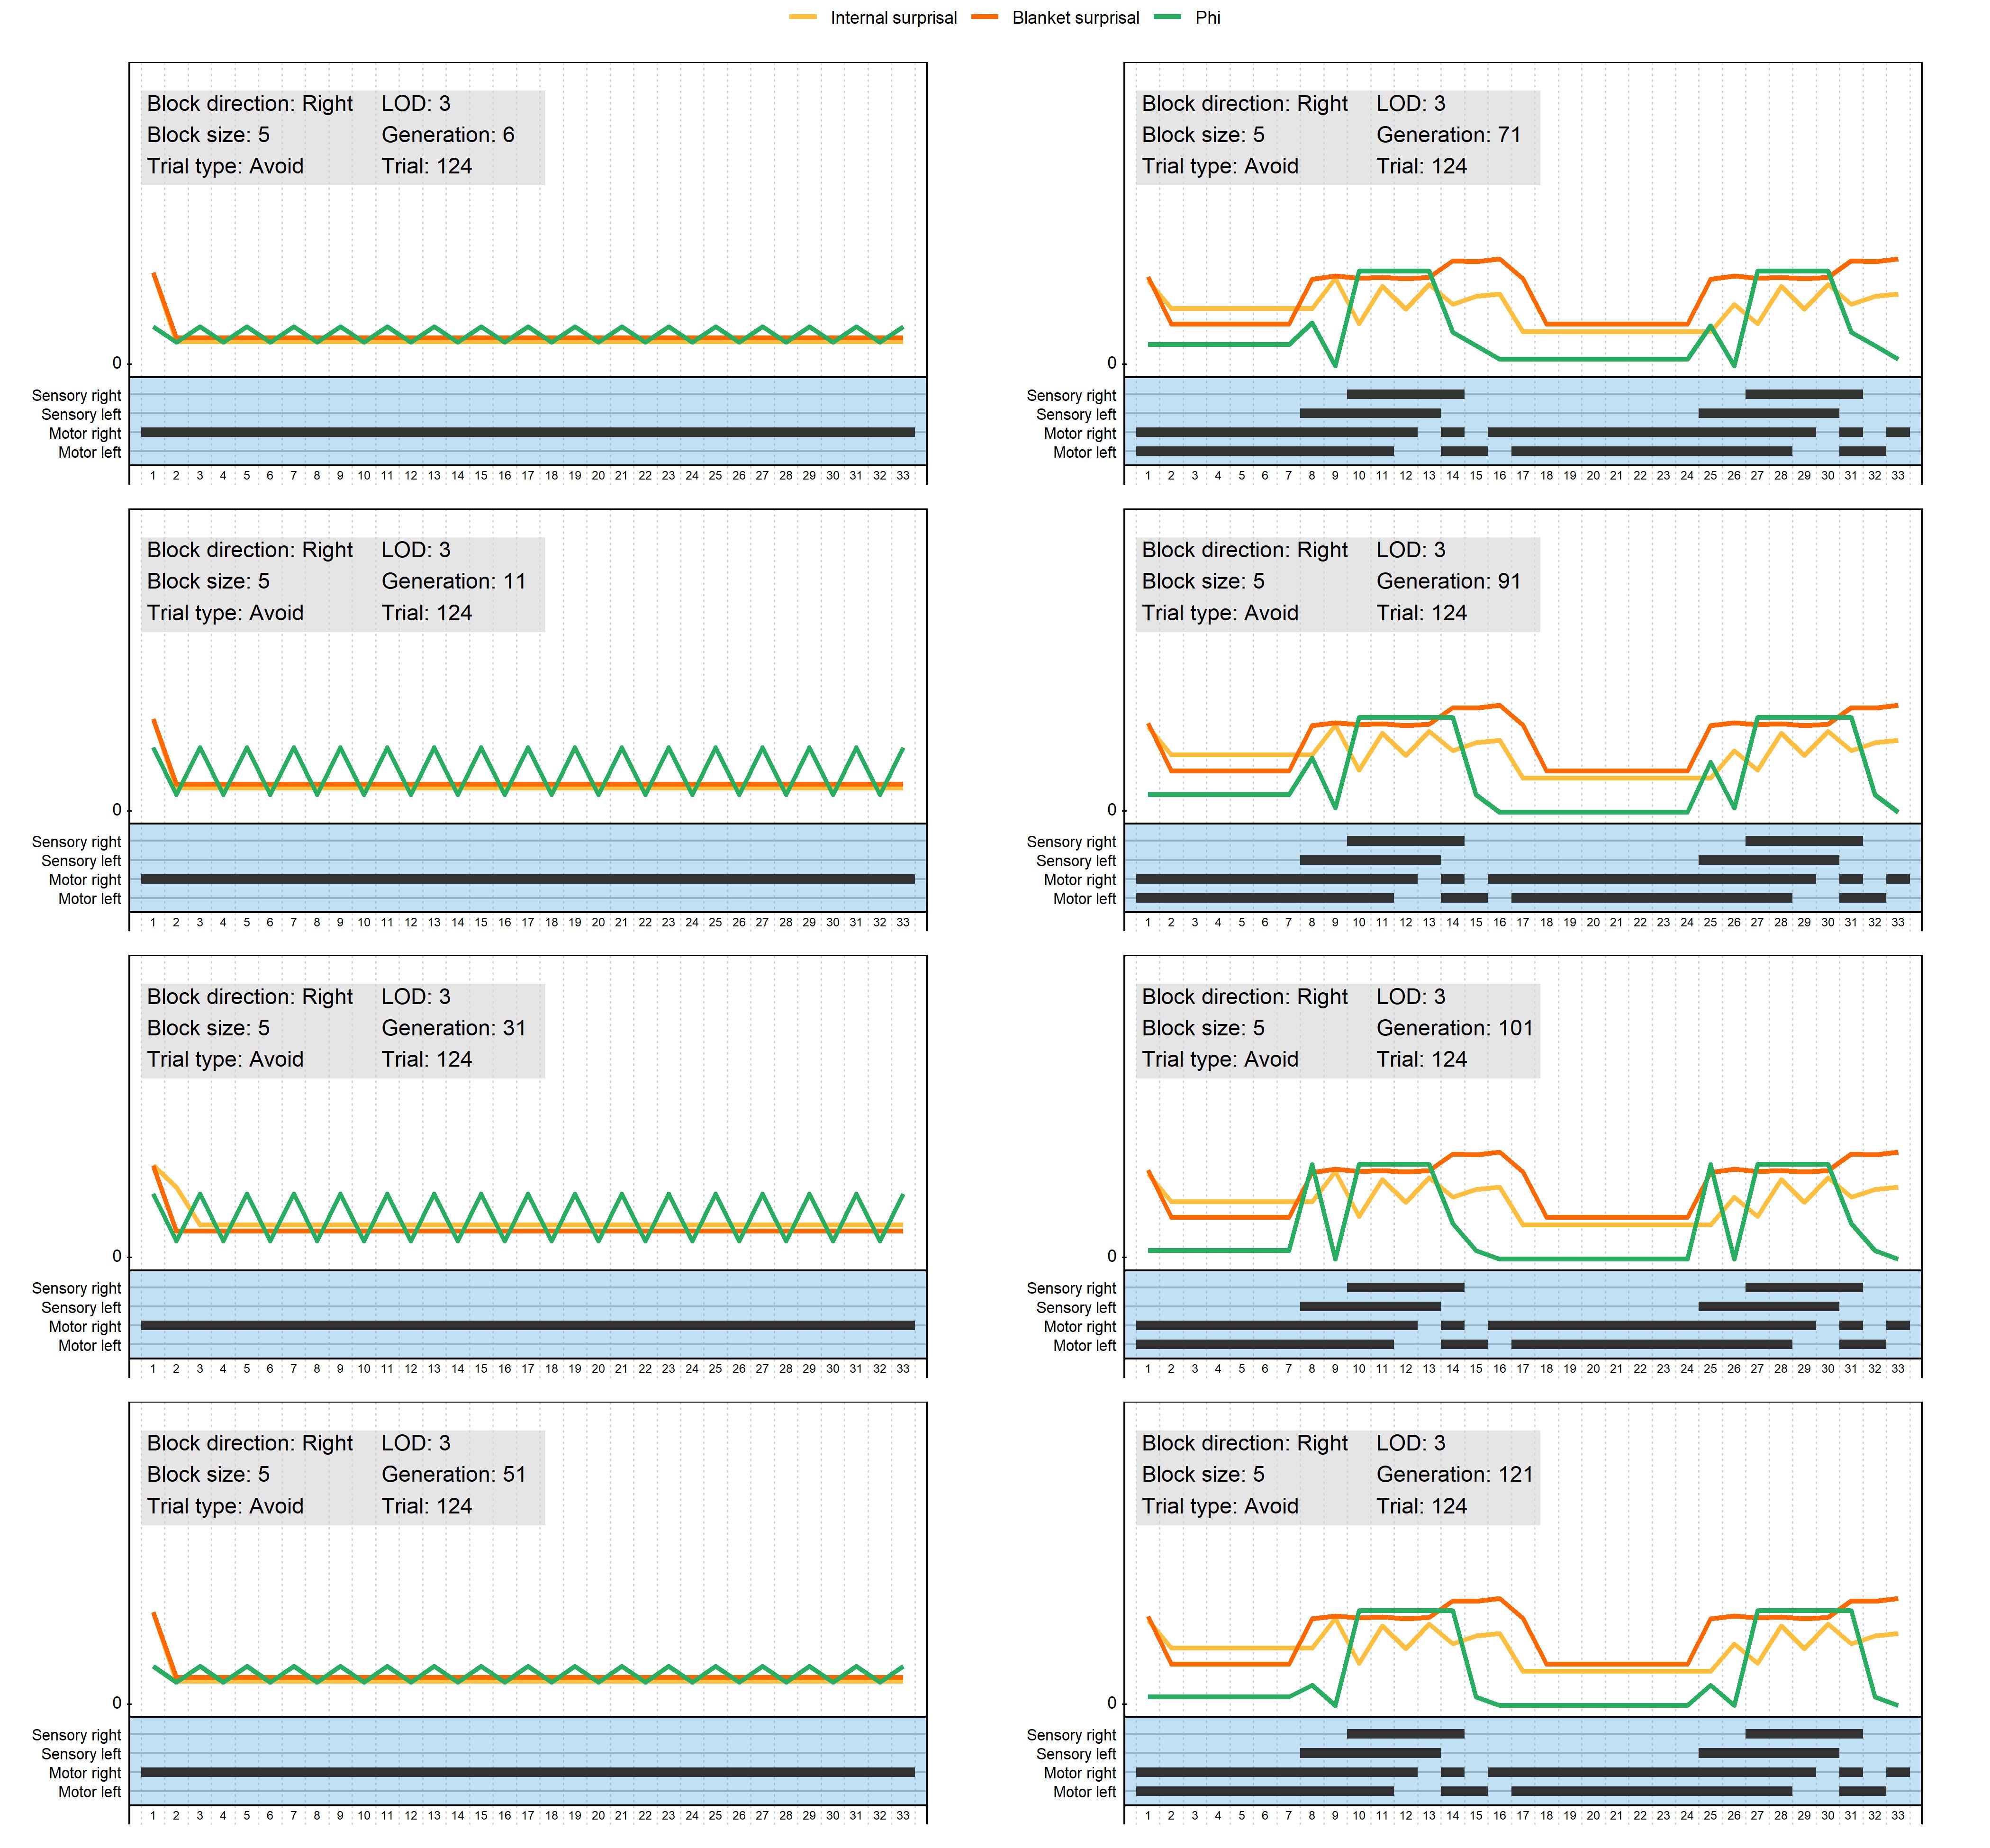 Internal surprisal Blanket surprisal Phi
Block direction: Right LOD: 3
Block size: 5 Generation: 6
Trial type: Avoid Trial: 124
0
Sensory right
Sensory left
Motor right
Motor left
1 2 3 4 5 6 7 8 9 10 11 12 13 14 15 16 17 18 19 20 21 22 23 24 25 26 27 28 29 30 31 32 33
Block direction: Right LOD: 3
Block size: 5 Generation: 71
Trial type: Avoid Trial: 124
0
Sensory right
Sensory left
Motor right
Motor left
1 2 3 4 5 6 7 8 9 10 11 12 13 14 15 16 17 18 19 20 21 22 23 24 25 26 27 28 29 30 31 32 33
Block direction: Right LOD: 3
Block size: 5 Generation: 11
Trial type: Avoid Trial: 124
0
Sensory right
Sensory left
Motor right
Motor left
1 2 3 4 5 6 7 8 9 10 11 12 13 14 15 16 17 18 19 20 21 22 23 24 25 26 27 28 29 30 31 32 33
Block direction: Right LOD: 3
Block size: 5 Generation: 91
Trial type: Avoid Trial: 124
0
Sensory right
Sensory left
Motor right
Motor left
1 2 3 4 5 6 7 8 9 10 11 12 13 14 15 16 17 18 19 20 21 22 23 24 25 26 27 28 29 30 31 32 33
Block direction: Right LOD: 3
Block size: 5 Generation: 31
Trial type: Avoid Trial: 124
0
Sensory right
Sensory left
Motor right
Motor left
1 2 3 4 5 6 7 8 9 10 11 12 13 14 15 16 17 18 19 20 21 22 23 24 25 26 27 28 29 30 31 32 33
Block direction: Right LOD: 3
Block size: 5 Generation: 101
Trial type: Avoid Trial: 124
0
Sensory right
Sensory left
Motor right
Motor left
1 2 3 4 5 6 7 8 9 10 11 12 13 14 15 16 17 18 19 20 21 22 23 24 25 26 27 28 29 30 31 32 33
Block direction: Right LOD: 3
Block size: 5 Generation: 51
Trial type: Avoid Trial: 124
0
Sensory right
Sensory left
Motor right
Motor left
1 2 3 4 5 6 7 8 9 10 11 12 13 14 15 16 17 18 19 20 21 22 23 24 25 26 27 28 29 30 31 32 33
Block direction: Right LOD: 3
Block size: 5 Generation: 121
Trial type: Avoid Trial: 124
0
Sensory right
Sensory left
Motor right
Motor left
1 2 3 4 5 6 7 8 9 10 11 12 13 14 15 16 17 18 19 20 21 22 23 24 25 26 27 28 29 30 31 32 33